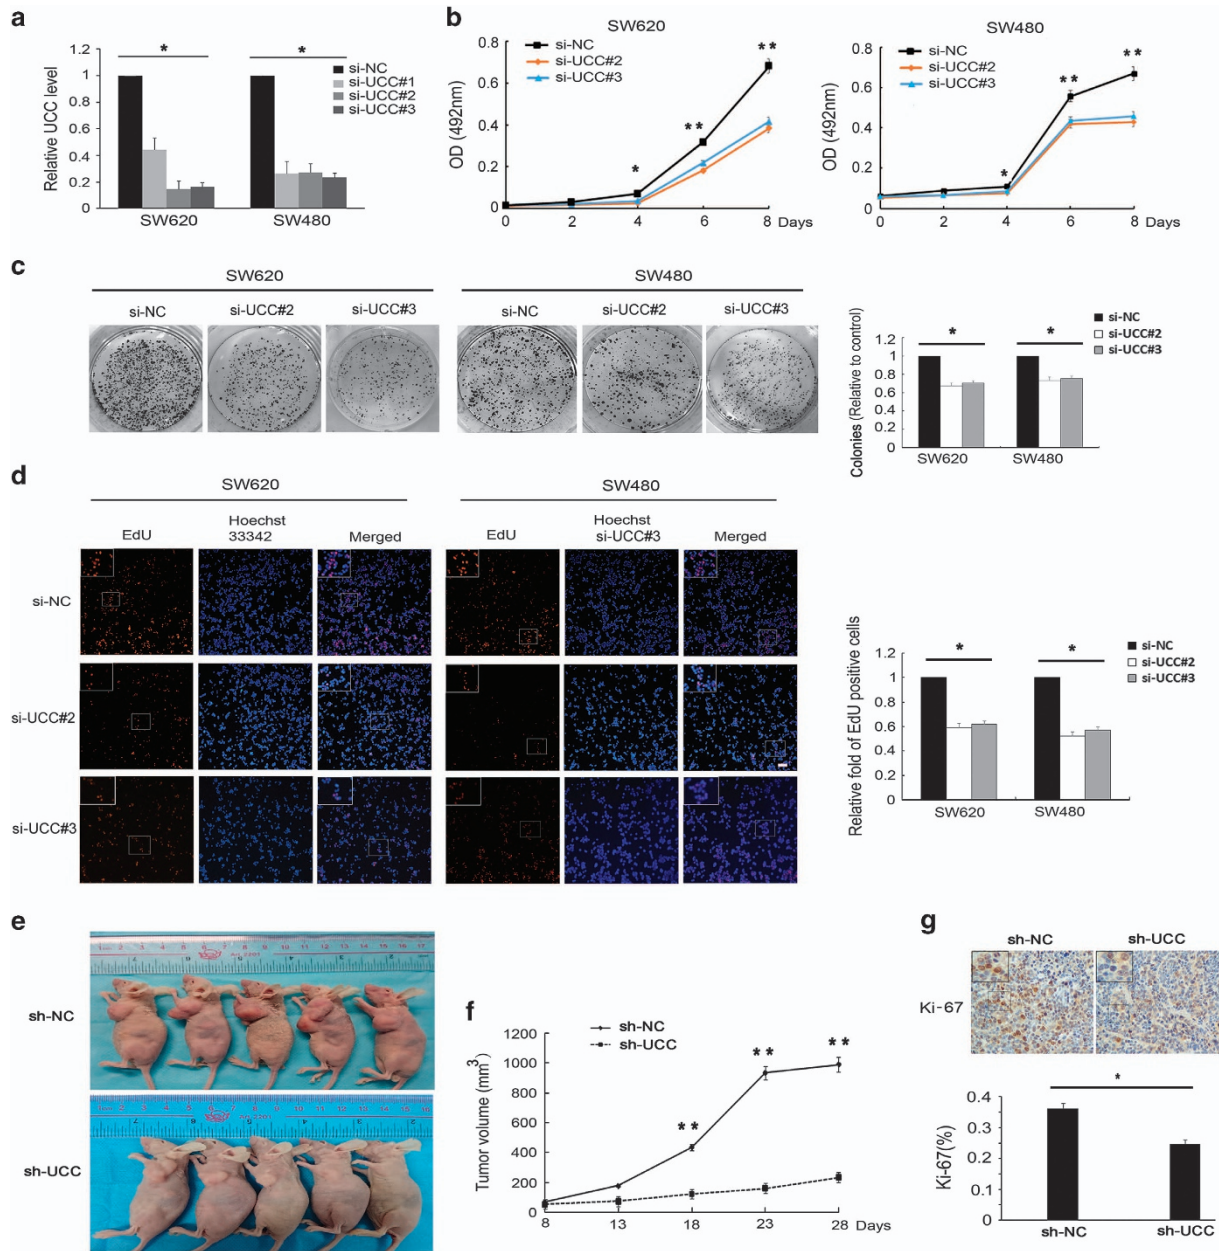 a
Relative UCC level
1.2
1
0.8
0.6
0.4
0.2
0
*
*
si-NC
si-UCC#1
si-UCC#2
si-UCC#3
SW620
SW480
b
SW620
OD (492nm)
0.8
0.6
0.4
0.2
0
si-NC
si-UCC#2
si-UCC#3
*
**
**
0 2 4 6 8 Days
SW480
OD (492nm)
0.8
0.6
0.4
0.2
0
si-NC
si-UCC#2
si-UCC#3
*
**
**
0 2 4 6 8 Days
c
SW620
SW480
si-NC si-UCC#2 si-UCC#3
si-NC si-UCC#2 si-UCC#3
Colonies (Relative to control)
1.2
1
0.8
0.6
0.4
0.2
0
*
*
si-NC
si-UCC#2
si-UCC#3
SW620
SW480
d
SW620
SW480
EdU
Hoechst
33342
Merged
EdU
Hoechst
si-UCC#3
Merged
si-NC
si-UCC#2
si-UCC#3
Relative fold of EdU positive cells
1.2
1
0.8
0.6
0.4
0.2
0
*
*
si-NC
si-UCC#2
si-UCC#3
SW620
SW480
e
sh-NC
sh-UCC
f
Tumor volume (mm3)
1200
1000
800
600
400
200
0
sh-NC
sh-UCC
**
**
**
8 13 18 23 28 Days
g
sh-NC sh-UCC
Ki-67
Ki-67(%)
0.4
0.3
0.2
0.1
0
*
sh-NC sh-UCC